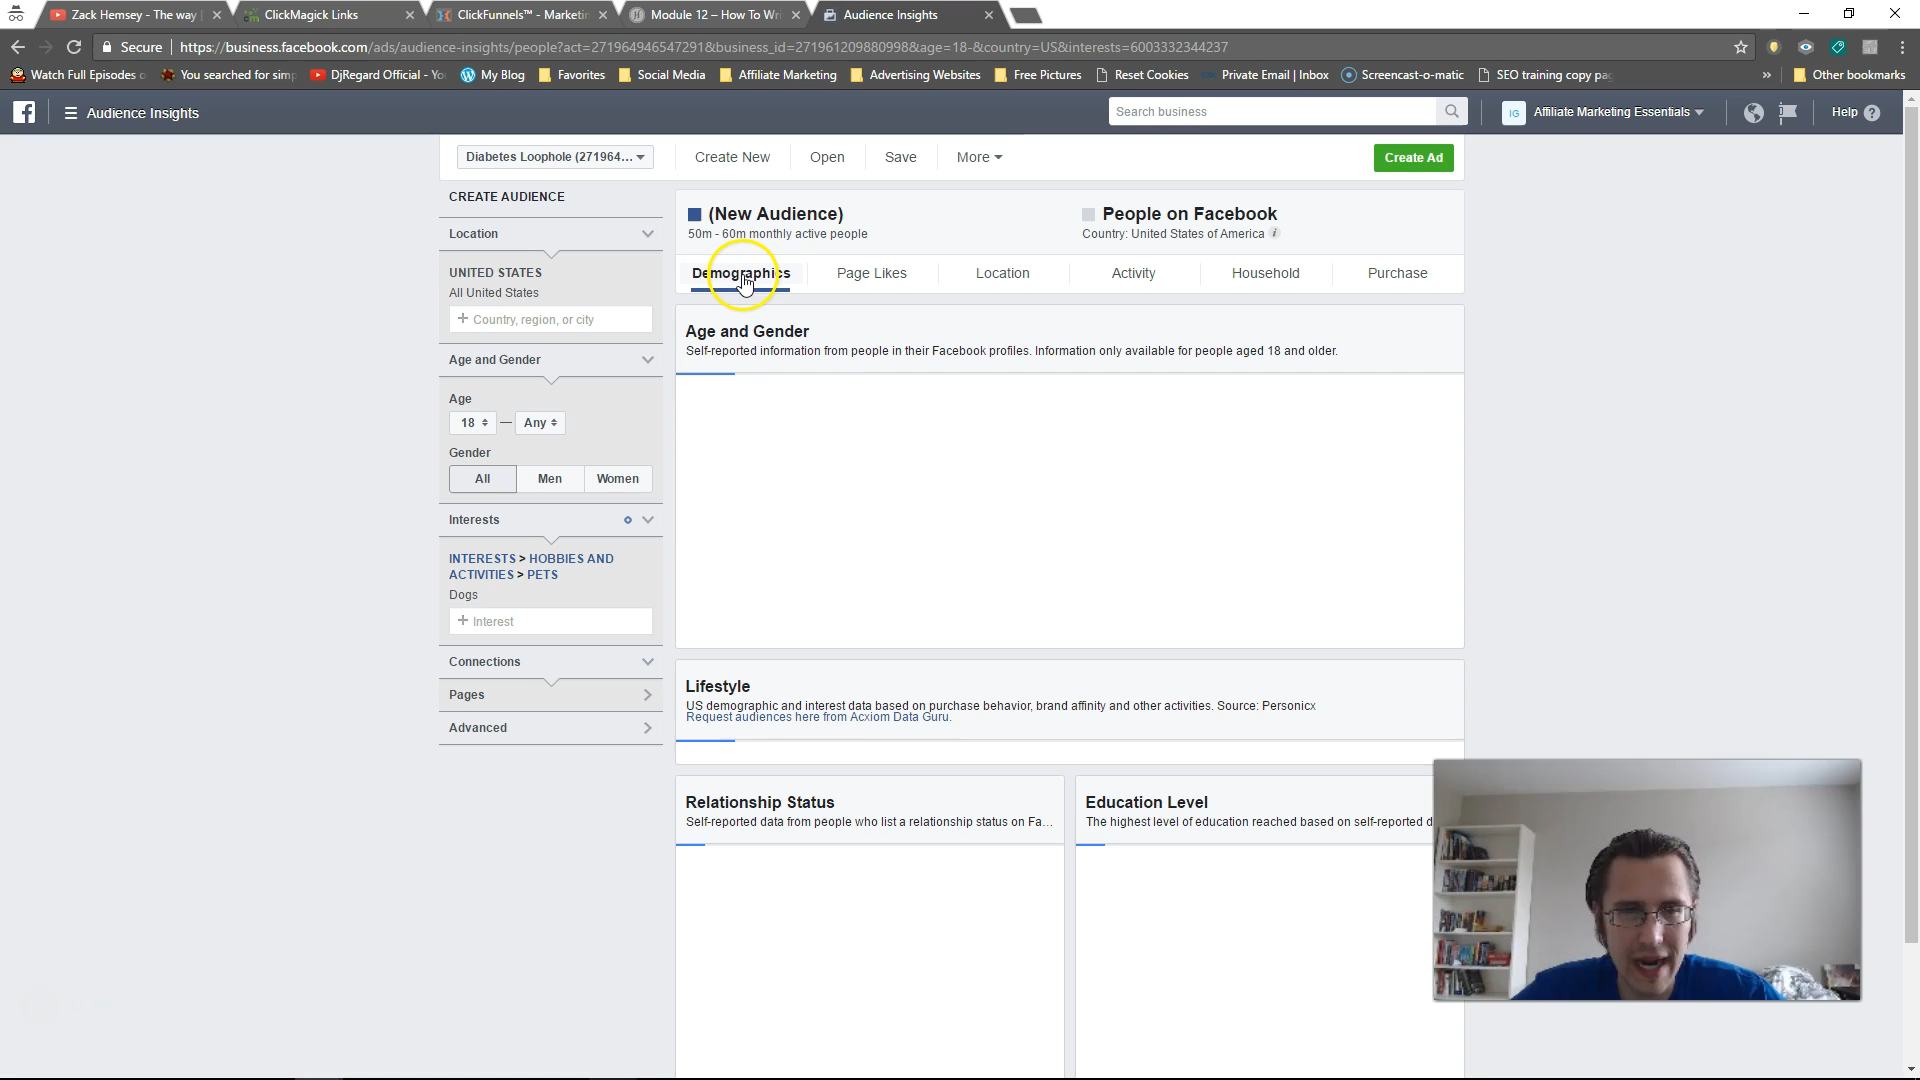 Zack Hemsey - The way
ClickMagick Links
ClickFunnels™ - Marketin
Module 12 – How To Wri
Audience Insights
Secure
https://business.facebook.com/ads/audience-insights/people?act=271964946547291&business_id=271961209880998&age=18-&country=US&interests=6003332344237
Watch Full Episodes o
You searched for simp
DjRegard Official - Yo
My Blog
Favorites
Social Media
Affiliate Marketing
Advertising Websites
Free Pictures
Reset Cookies
Private Email | Inbox
Screencast-o-matic
SEO training copy pag
»
Other bookmarks
Audience Insights
Search business
IG
Affiliate Marketing Essentials
Help
Diabetes Loophole (271964...
Create New
Open
Save
More
Create Ad
CREATE AUDIENCE
Location
UNITED STATES
All United States
+ Country, region, or city
Age and Gender
Age
18 — Any
Gender
All Men Women
Interests
INTERESTS > HOBBIES AND
ACTIVITIES > PETS
Dogs
+ Interest
Connections
Pages
Advanced
(New Audience)
50m - 60m monthly active people
People on Facebook
Country: United States of America i
Demographics
Page Likes
Location
Activity
Household
Purchase
Age and Gender
Self-reported information from people in their Facebook profiles. Information only available for people aged 18 and older.
Lifestyle
US demographic and interest data based on purchase behavior, brand affinity and other activities. Source: Personicx
Request audiences here from Acxiom Data Guru.
Relationship Status
Self-reported data from people who list a relationship status on Fa...
Education Level
The highest level of education reached based on self-reported d